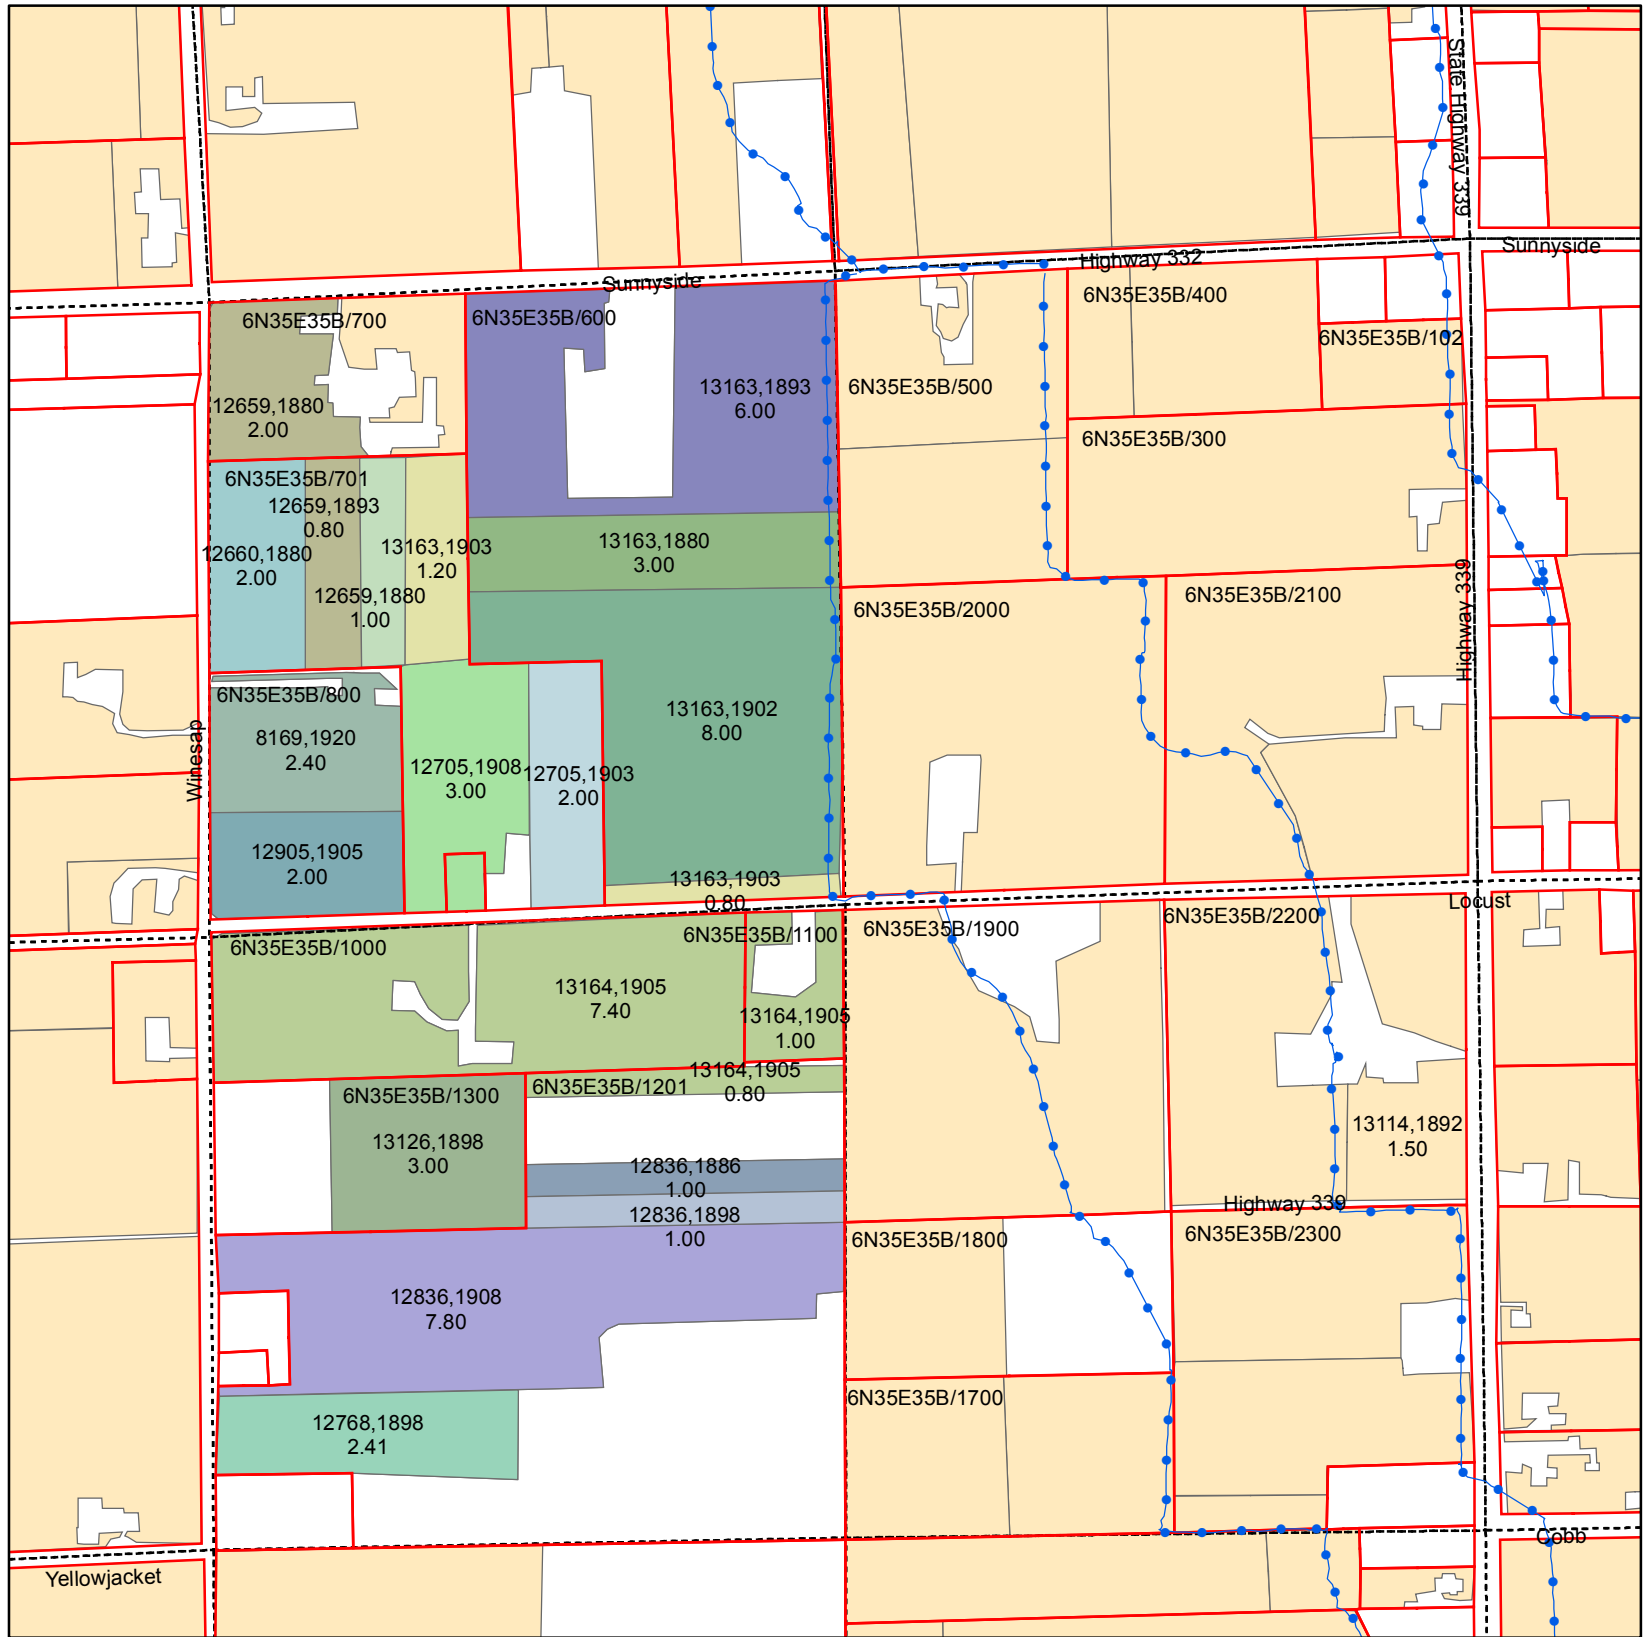 State Highway 339
Sunnyside
Highway 332
Sunnyside
6N35E35B/700
6N35E35B/600
6N35E35B/400
6N35E35B/102
13163,1893
6.00
6N35E35B/500
12659,1880
2.00
6N35E35B/300
6N35E35B/701
12659,1893
0.80
12660,1880
2.00
13163,1903
1.20
13163,1880
3.00
12659,1880
1.00
6N35E35B/2000
6N35E35B/2100
Highway 339
6N35E35B/800
8169,1920
2.40
Winesap
12705,1908
3.00
12705,1903
2.00
13163,1902
8.00
12905,1905
2.00
13163,1903
0.80
Locust
6N35E35B/1000
6N35E35B/1100
6N35E35B/1900
6N35E35B/2200
13164,1905
7.40
13164,1905
1.00
13164,1905
0.80
6N35E35B/1201
6N35E35B/1300
13126,1898
3.00
13114,1892
1.50
12836,1886
1.00
12836,1898
1.00
Highway 339
6N35E35B/1800
6N35E35B/2300
12836,1908
7.80
6N35E35B/1700
12768,1898
2.41
Cobb
Yellowjacket